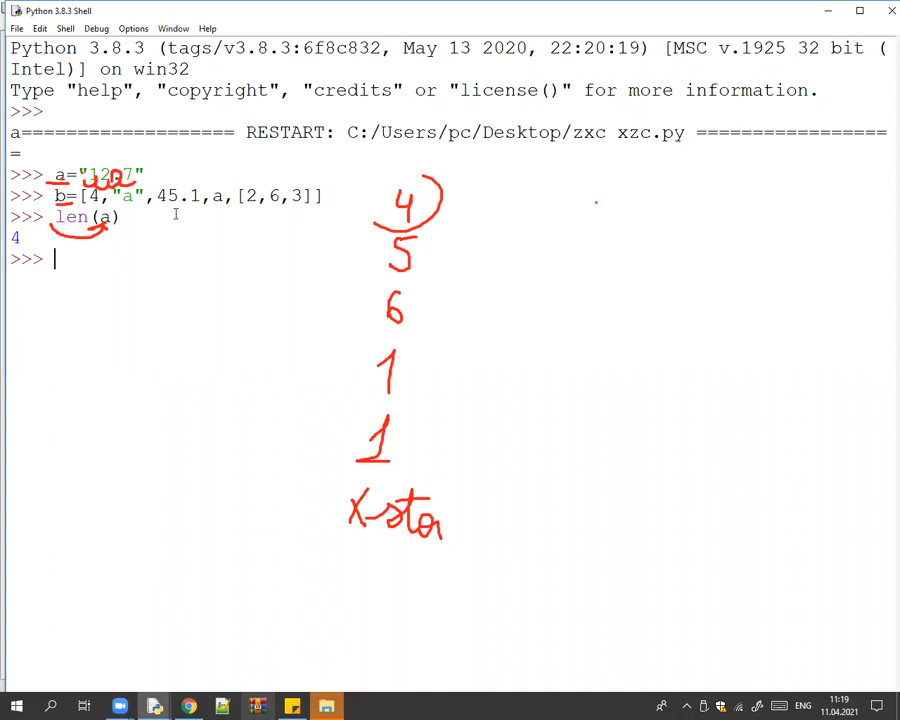 Python 3.8.3 Shell
File Edit Shell Debug Options Window Help
Python 3.8.3 (tags/v3.8.3:6f8c832, May 13 2020, 22:20:19) [MSC v.1925 32 bit (
Intel)] on win32
Type "help", "copyright", "credits" or "license()" for more information.
>>>
a=================== RESTART: C:/Users/pc/Desktop/zxc xzc.py =================
=
>>> a="12.7"
>>> b=[4,"a",45.1,a,[2,6,3]]
>>> len(a)
4
>>>
4
5
6
1
1
ENG
11:19
11.04.2021